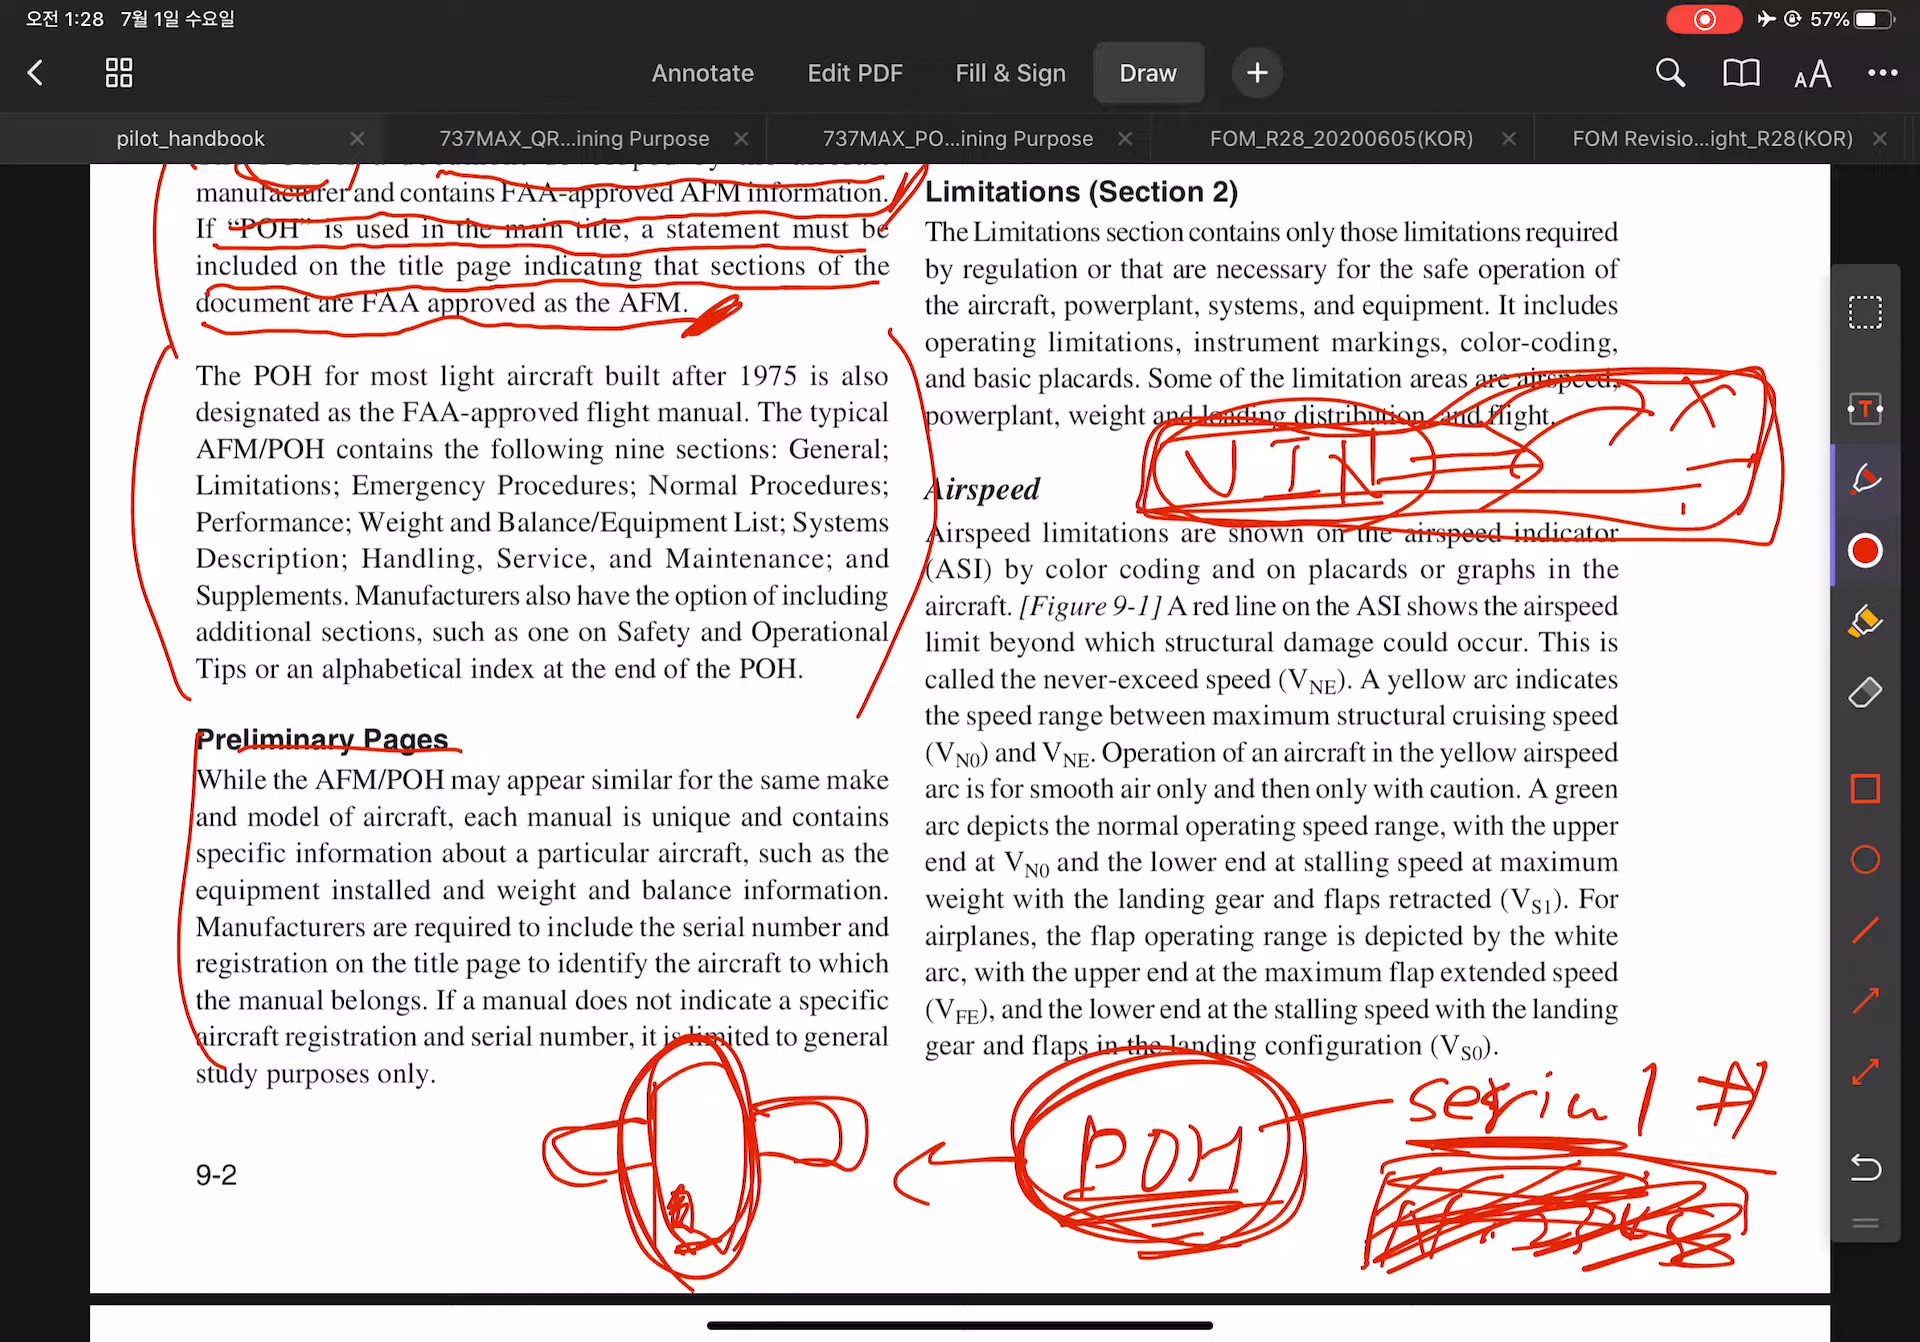 오전 1:28 7월 1일 수요일
57%
Annotate Edit PDF Fill & Sign Draw
pilot_handbook
737MAX_QR...ining Purpose
737MAX_PO...ining Purpose
FOM_R28_20200605(KOR)
FOM Revisio...ight_R28(KOR)
manufacturer and contains FAA-approved AFM information.
If “POH” is used in the main title, a statement must be
included on the title page indicating that sections of the
document are FAA approved as the AFM.
The POH for most light aircraft built after 1975 is also
designated as the FAA-approved flight manual. The typical
AFM/POH contains the following nine sections: General;
Limitations; Emergency Procedures; Normal Procedures;
Performance; Weight and Balance/Equipment List; Systems
Description; Handling, Service, and Maintenance; and
Supplements. Manufacturers also have the option of including
additional sections, such as one on Safety and Operational
Tips or an alphabetical index at the end of the POH.
Preliminary Pages
While the AFM/POH may appear similar for the same make
and model of aircraft, each manual is unique and contains
specific information about a particular aircraft, such as the
equipment installed and weight and balance information.
Manufacturers are required to include the serial number and
registration on the title page to identify the aircraft to which
the manual belongs. If a manual does not indicate a specific
aircraft registration and serial number, it is limited to general
study purposes only.
9-2
Limitations (Section 2)
The Limitations section contains only those limitations required
by regulation or that are necessary for the safe operation of
the aircraft, powerplant, systems, and equipment. It includes
operating limitations, instrument markings, color-coding,
and basic placards. Some of the limitation areas are airspeed,
powerplant, weight and loading distribution, and flight.
VIN
X
Airspeed
Airspeed limitations are shown on the airspeed indicator
(ASI) by color coding and on placards or graphs in the
aircraft. [Figure 9-1] A red line on the ASI shows the airspeed
limit beyond which structural damage could occur. This is
called the never-exceed speed (VNE). A yellow arc indicates
the speed range between maximum structural cruising speed
(VN0) and VNE. Operation of an aircraft in the yellow airspeed
arc is for smooth air only and then only with caution. A green
arc depicts the normal operating speed range, with the upper
end at VN0 and the lower end at stalling speed at maximum
weight with the landing gear and flaps retracted (VS1). For
airplanes, the flap operating range is depicted by the white
arc, with the upper end at the maximum flap extended speed
(VFE), and the lower end at the stalling speed with the landing
gear and flaps in the landing configuration (VS0).
POH
serial #